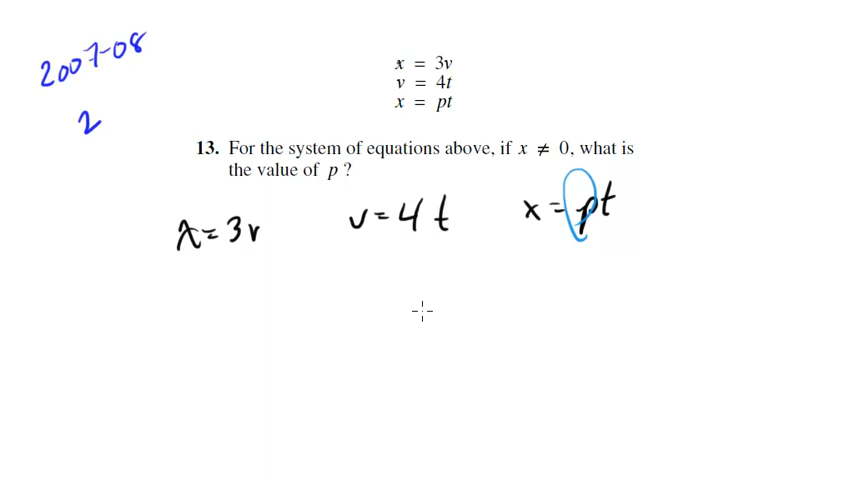 2007-08
2
x = 3v
v = 4t
x = pt
13. For the system of equations above, if x ≠ 0, what is
the value of p ?
x = 3v v = 4t x = pt